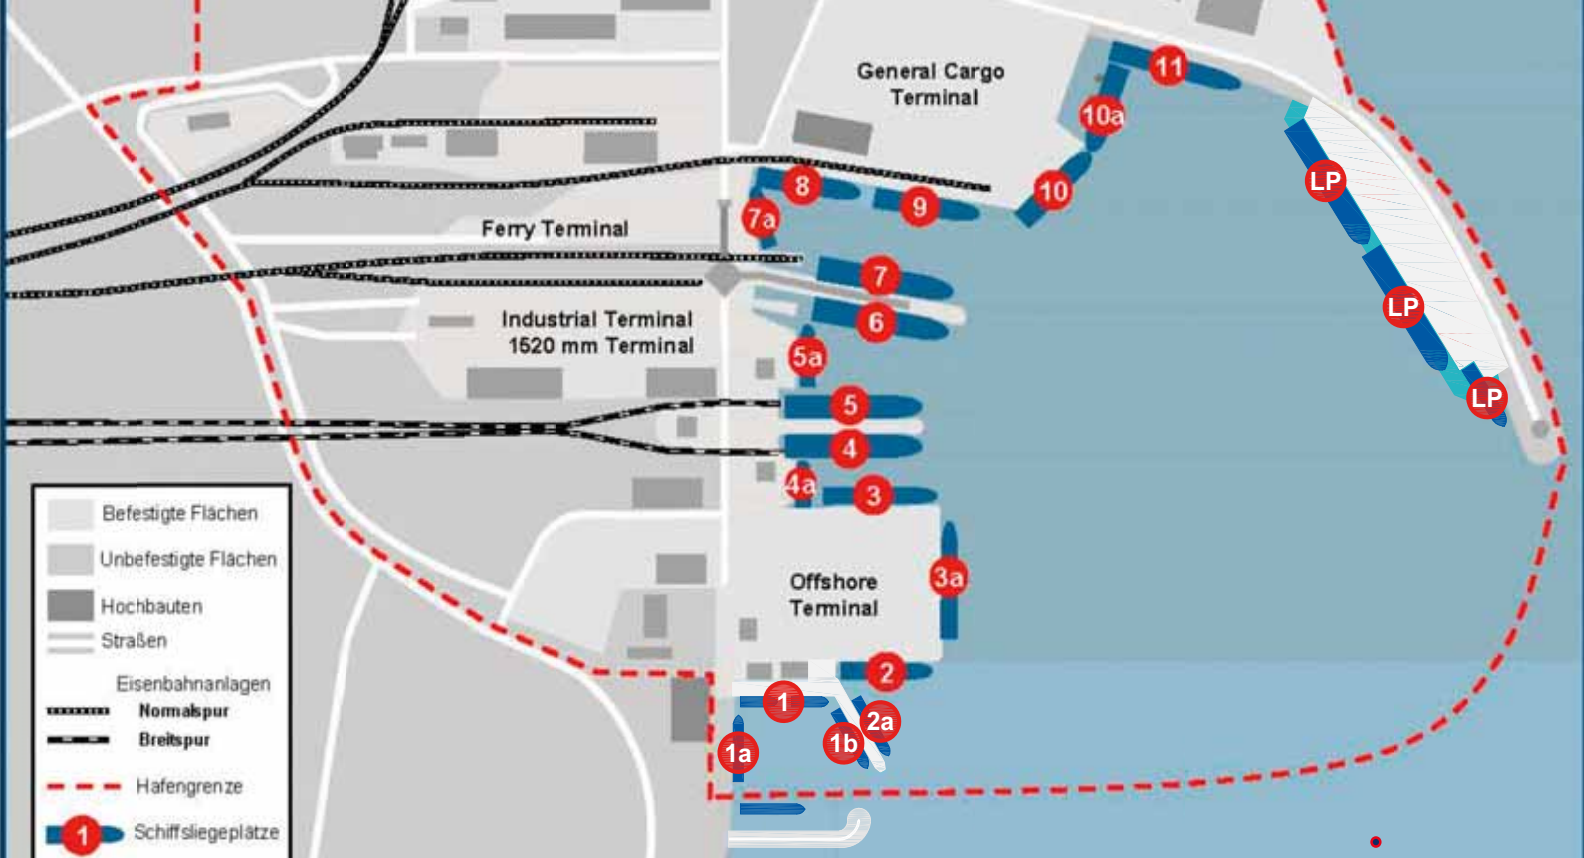 General Cargo
Terminal
11
10a
10
LP
LP
LP
8
9
7a
Ferry Terminal
7
6
Industrial Terminal
1520 mm Terminal
5a
5
4
4a
3
Offshore
Terminal
3a
2
1
2a
1b
1a
Befestigte Flächen
Unbefestigte Flächen
Hochbauten
Straßen
Eisenbahnanlagen
Normalspur
Breitspur
Hafengrenze
1
Schiffsliegeplätze